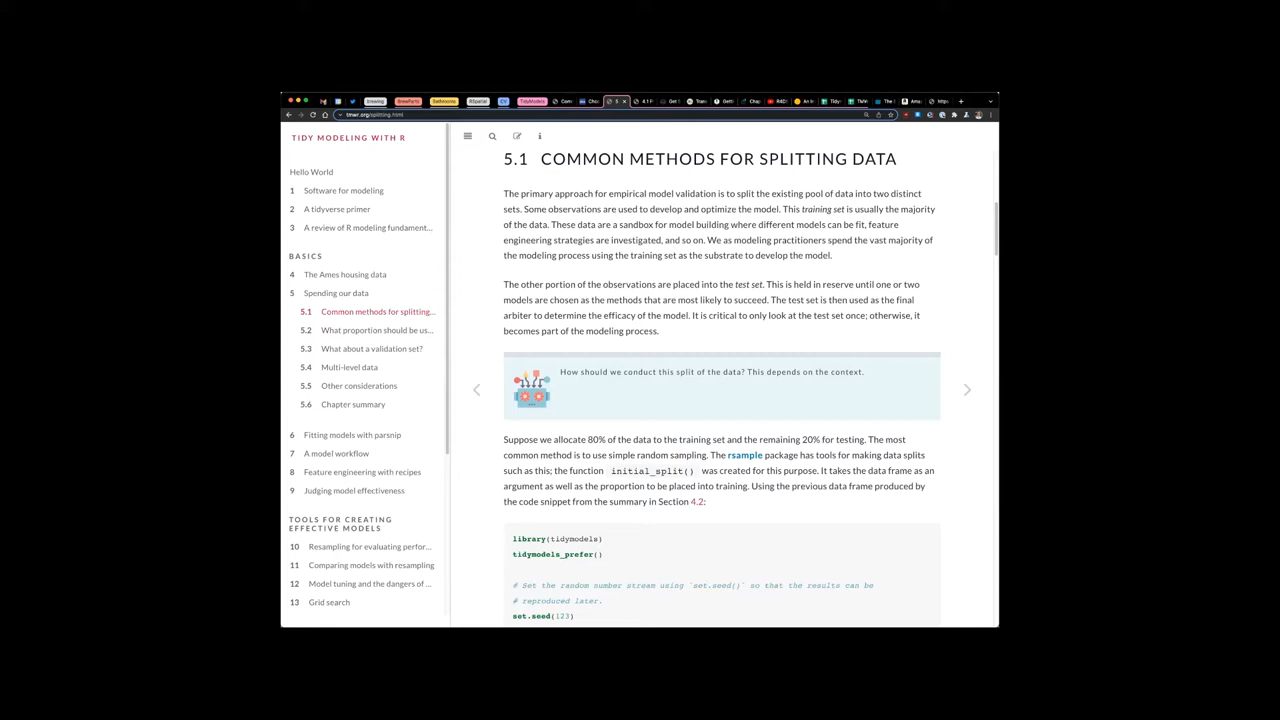 brewing
BrewParts
Bathrooms
RSpatial
CV
TidyModels
tmwr.org/splitting.html
TIDY MODELING WITH R
Hello World
1 Software for modeling
2 A tidyverse primer
3 A review of R modeling fundament...
BASICS
4 The Ames housing data
5 Spending our data
5.1 Common methods for splitting...
5.2 What proportion should be us...
5.3 What about a validation set?
5.4 Multi-level data
5.5 Other considerations
5.6 Chapter summary
6 Fitting models with parsnip
7 A model workflow
8 Feature engineering with recipes
9 Judging model effectiveness
TOOLS FOR CREATING
EFFECTIVE MODELS
10 Resampling for evaluating perfor...
11 Comparing models with resampling
12 Model tuning and the dangers of ...
13 Grid search
5.1 COMMON METHODS FOR SPLITTING DATA
The primary approach for empirical model validation is to split the existing pool of data into two distinct
sets. Some observations are used to develop and optimize the model. This training set is usually the majority
of the data. These data are a sandbox for model building where different models can be fit, feature
engineering strategies are investigated, and so on. We as modeling practitioners spend the vast majority of
the modeling process using the training set as the substrate to develop the model.
The other portion of the observations are placed into the test set. This is held in reserve until one or two
models are chosen as the methods that are most likely to succeed. The test set is then used as the final
arbiter to determine the efficacy of the model. It is critical to only look at the test set once; otherwise, it
becomes part of the modeling process.
How should we conduct this split of the data? This depends on the context.
Suppose we allocate 80% of the data to the training set and the remaining 20% for testing. The most
common method is to use simple random sampling. The rsample package has tools for making data splits
such as this; the function initial_split() was created for this purpose. It takes the data frame as an
argument as well as the proportion to be placed into training. Using the previous data frame produced by
the code snippet from the summary in Section 4.2:
library(tidymodels)
tidymodels_prefer()
# Set the random number stream using `set.seed()` so that the results can be
# reproduced later.
set.seed(123)